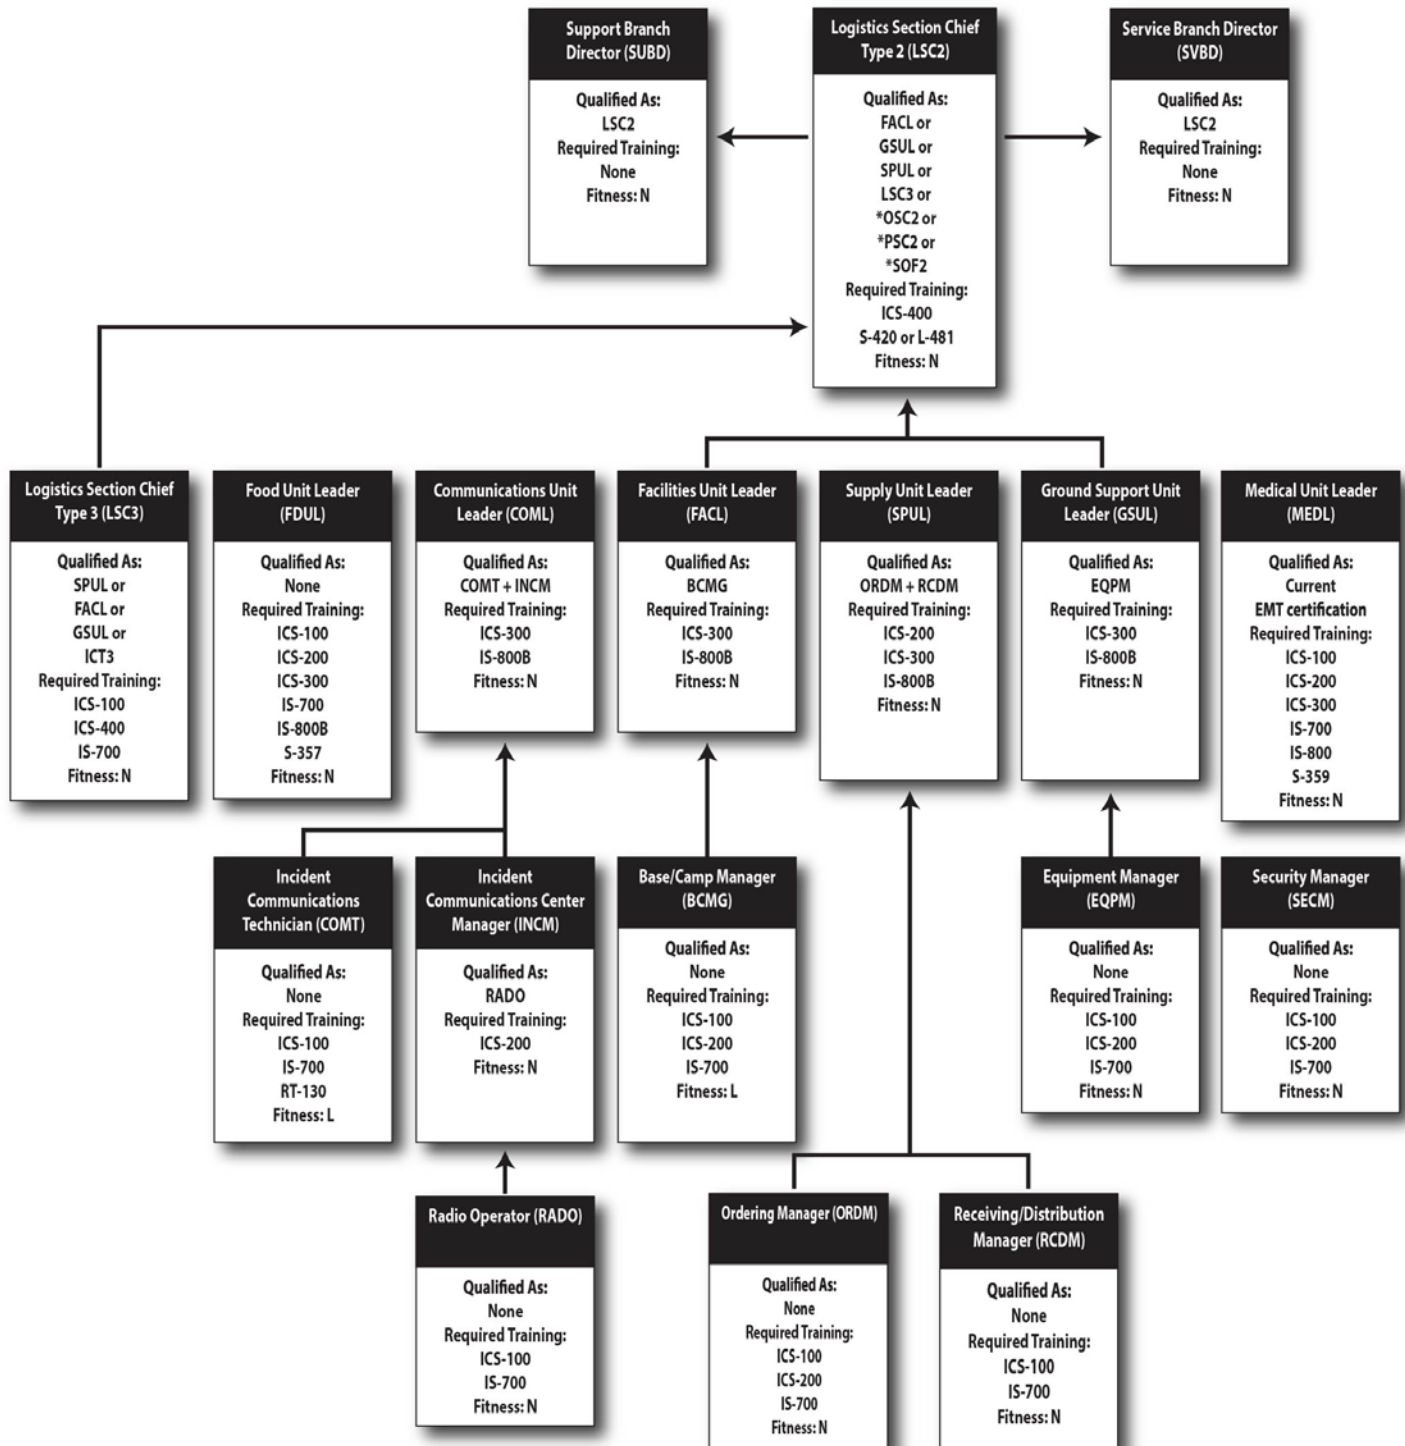 Support Branch
Director (SUBD)
Qualified As:
LSC2
Required Training:
None
Fitness: N
Logistics Section Chief
Type 2 (LSC2)
Qualified As:
FACL or
GSUL or
SPUL or
LSC3 or
*OSC2 or
*PSC2 or
*SOF2
Required Training:
ICS-400
S-420 or L-481
Fitness: N
Service Branch Director
(SVBD)
Qualified As:
LSC2
Required Training:
None
Fitness: N
Logistics Section Chief
Type 3 (LSC3)
Qualified As:
SPUL or
FACL or
GSUL or
ICT3
Required Training:
ICS-100
ICS-400
IS-700
Fitness: N
Food Unit Leader
(FDUL)
Qualified As:
None
Required Training:
ICS-100
ICS-200
ICS-300
IS-700
IS-800B
S-357
Fitness: N
Communications Unit
Leader (COML)
Qualified As:
COMT + INCM
Required Training:
ICS-300
IS-800B
Fitness: N
Facilities Unit Leader
(FACL)
Qualified As:
BCMG
Required Training:
ICS-300
IS-800B
Fitness: N
Supply Unit Leader
(SPUL)
Qualified As:
ORDM + RCDM
Required Training:
ICS-200
ICS-300
IS-800B
Fitness: N
Ground Support Unit
Leader (GSUL)
Qualified As:
EQPM
Required Training:
ICS-300
IS-800B
Fitness: N
Medical Unit Leader
(MEDL)
Qualified As:
Current
EMT certification
Required Training:
ICS-100
ICS-200
ICS-300
IS-700
IS-800
S-359
Fitness: N
Incident
Communications
Technician (COMT)
Qualified As:
None
Required Training:
ICS-100
IS-700
RT-130
Fitness: L
Incident
Communications Center
Manager (INCM)
Qualified As:
RADO
Required Training:
ICS-200
Fitness: N
Base/Camp Manager
(BCMG)
Qualified As:
None
Required Training:
ICS-100
ICS-200
IS-700
Fitness: L
Equipment Manager
(EQPM)
Qualified As:
None
Required Training:
ICS-100
ICS-200
IS-700
Fitness: N
Security Manager
(SECM)
Qualified As:
None
Required Training:
ICS-100
ICS-200
IS-700
Fitness: N
Radio Operator (RADO)
Qualified As:
None
Required Training:
ICS-100
IS-700
Fitness: N
Ordering Manager (ORDM)
Qualified As:
None
Required Training:
ICS-100
ICS-200
IS-700
Fitness: N
Receiving/Distribution
Manager (RCDM)
Qualified As:
None
Required Training:
ICS-100
IS-700
Fitness: N